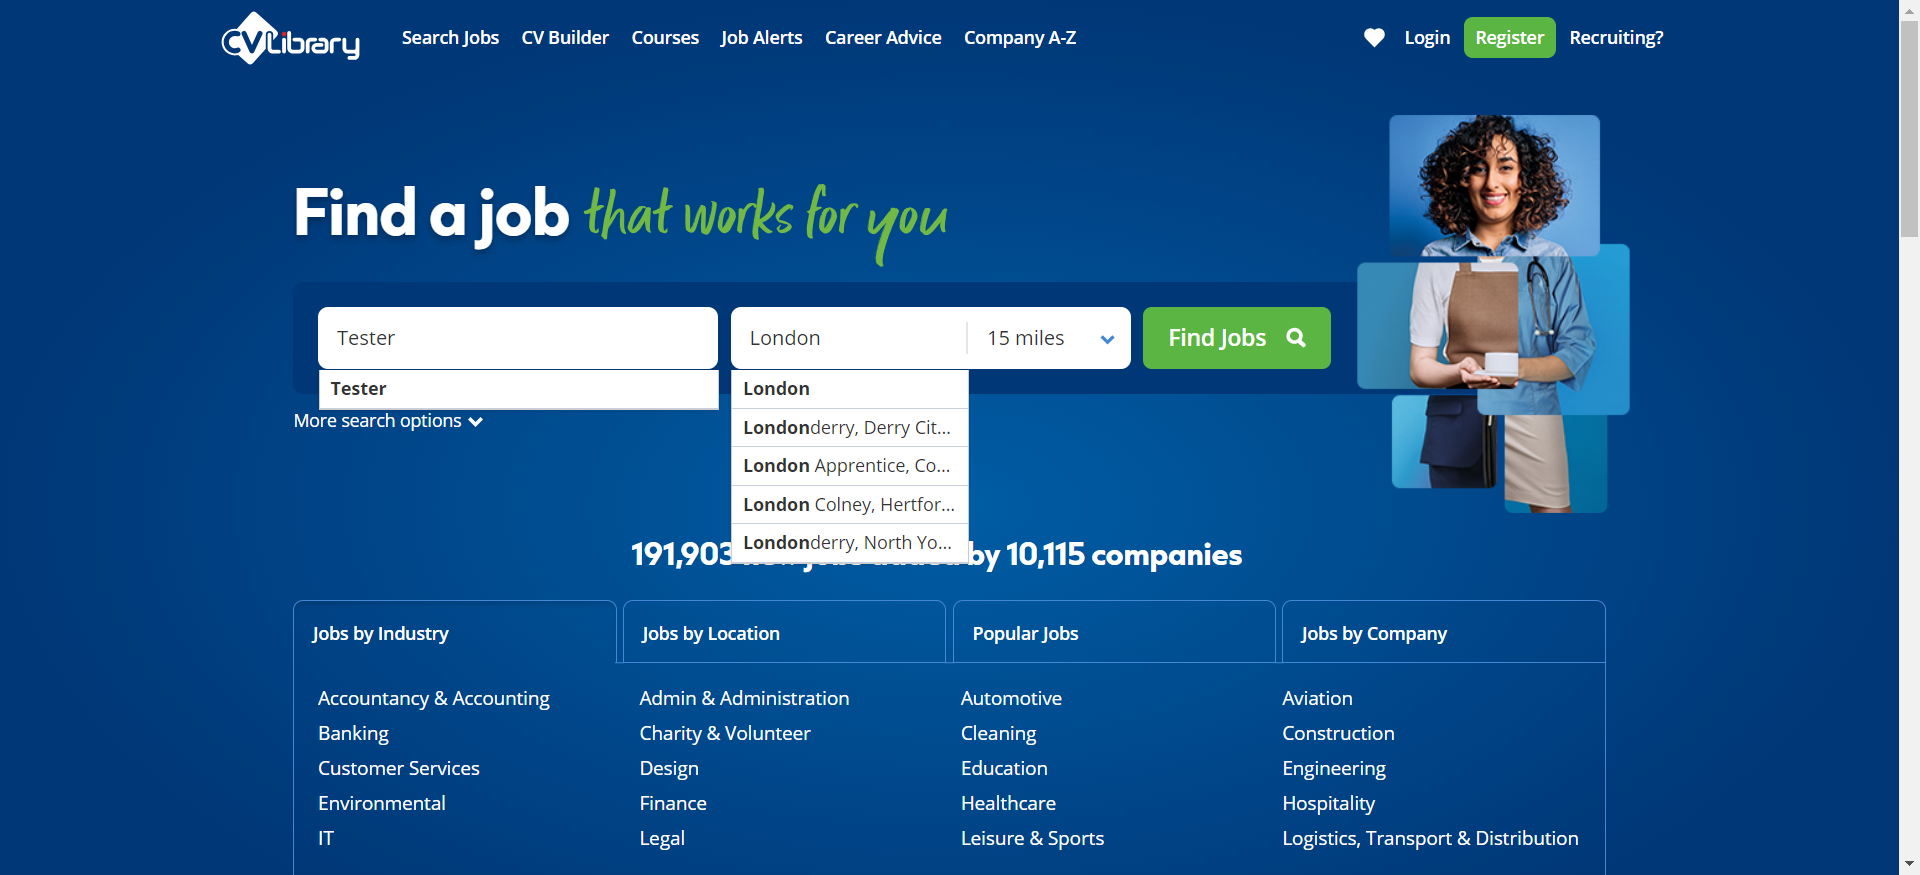 CVLibrary
Search Jobs CV Builder Courses Job Alerts Career Advice Company A-Z
Login Register Recruiting?
Find a job that works for you
Tester London 15 miles Find Jobs
Tester
London
Londonderry, Derry Cit...
London Apprentice, Co...
London Colney, Hertfor...
Londonderry, North Yo...
More search options
191,903 by 10,115 companies
Jobs by Industry Jobs by Location Popular Jobs Jobs by Company
Accountancy & Accounting Admin & Administration Automotive Aviation
Banking Charity & Volunteer Cleaning Construction
Customer Services Design Education Engineering
Environmental Finance Healthcare Hospitality
IT Legal Leisure & Sports Logistics, Transport & Distribution